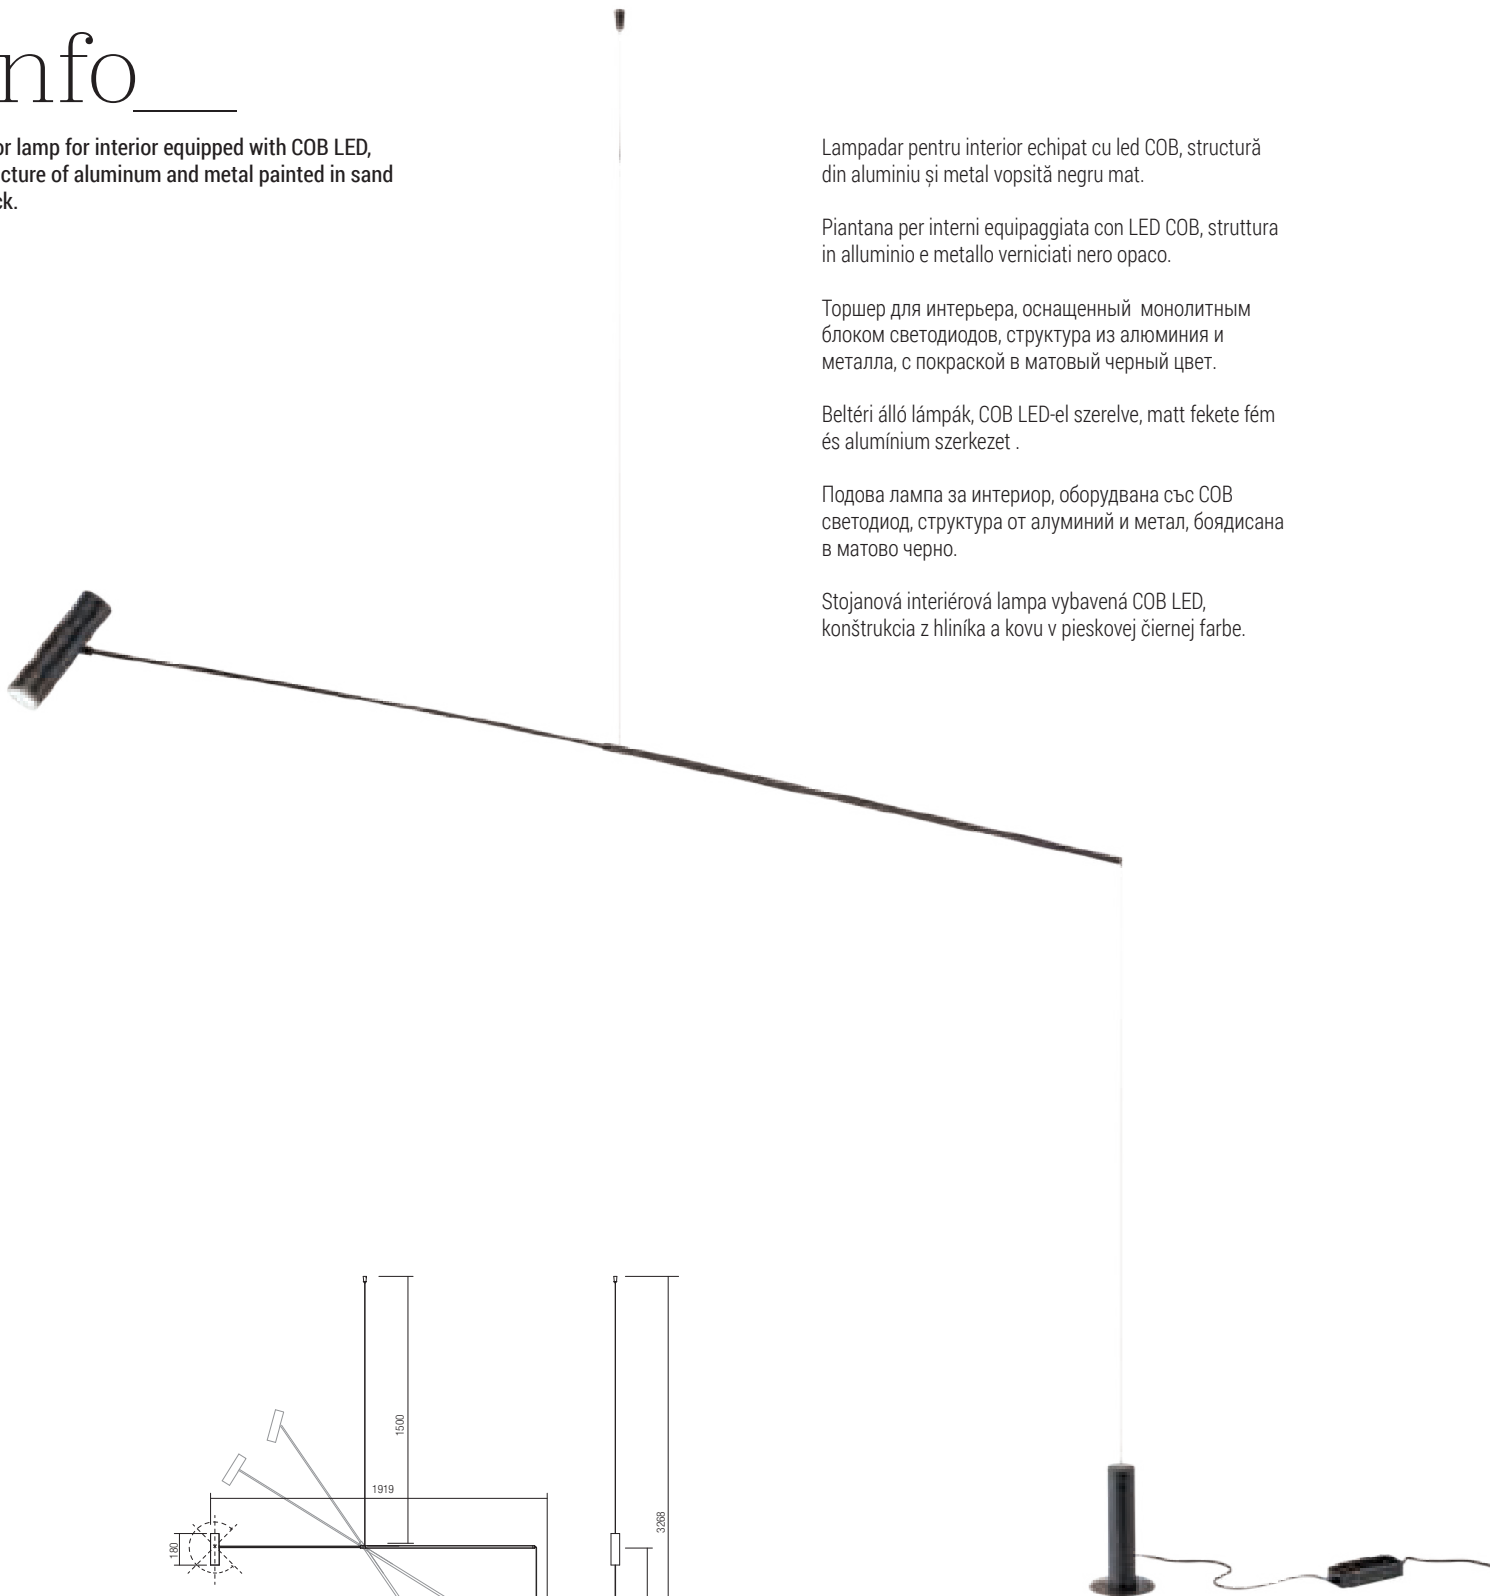 nfo__
or lamp for interior equipped with COB LED,
cture of aluminum and metal painted in sand
ck.
Lampadar pentru interior echipat cu led COB, structură
din aluminiu și metal vopsită negru mat.
Piantana per interni equipaggiata con LED COB, struttura
in alluminio e metallo verniciati nero opaco.
Торшер для интерьера, оснащенный монолитным
блоком светодиодов, структура из алюминия и
металла, с покраской в матовый черный цвет.
Beltéri álló lámpák, COB LED-el szerelve, matt fekete fém
és alumínium szerkezet .
Подова лампа за интериор, оборудвана със COB
светодиод, структура от алуминий и метал, боядисана
в матово черно.
Stojanová interiérová lampa vybavená COB LED,
konštrukcia z hliníka a kovu v pieskovej čiernej farbe.
1500
1919
180
3268